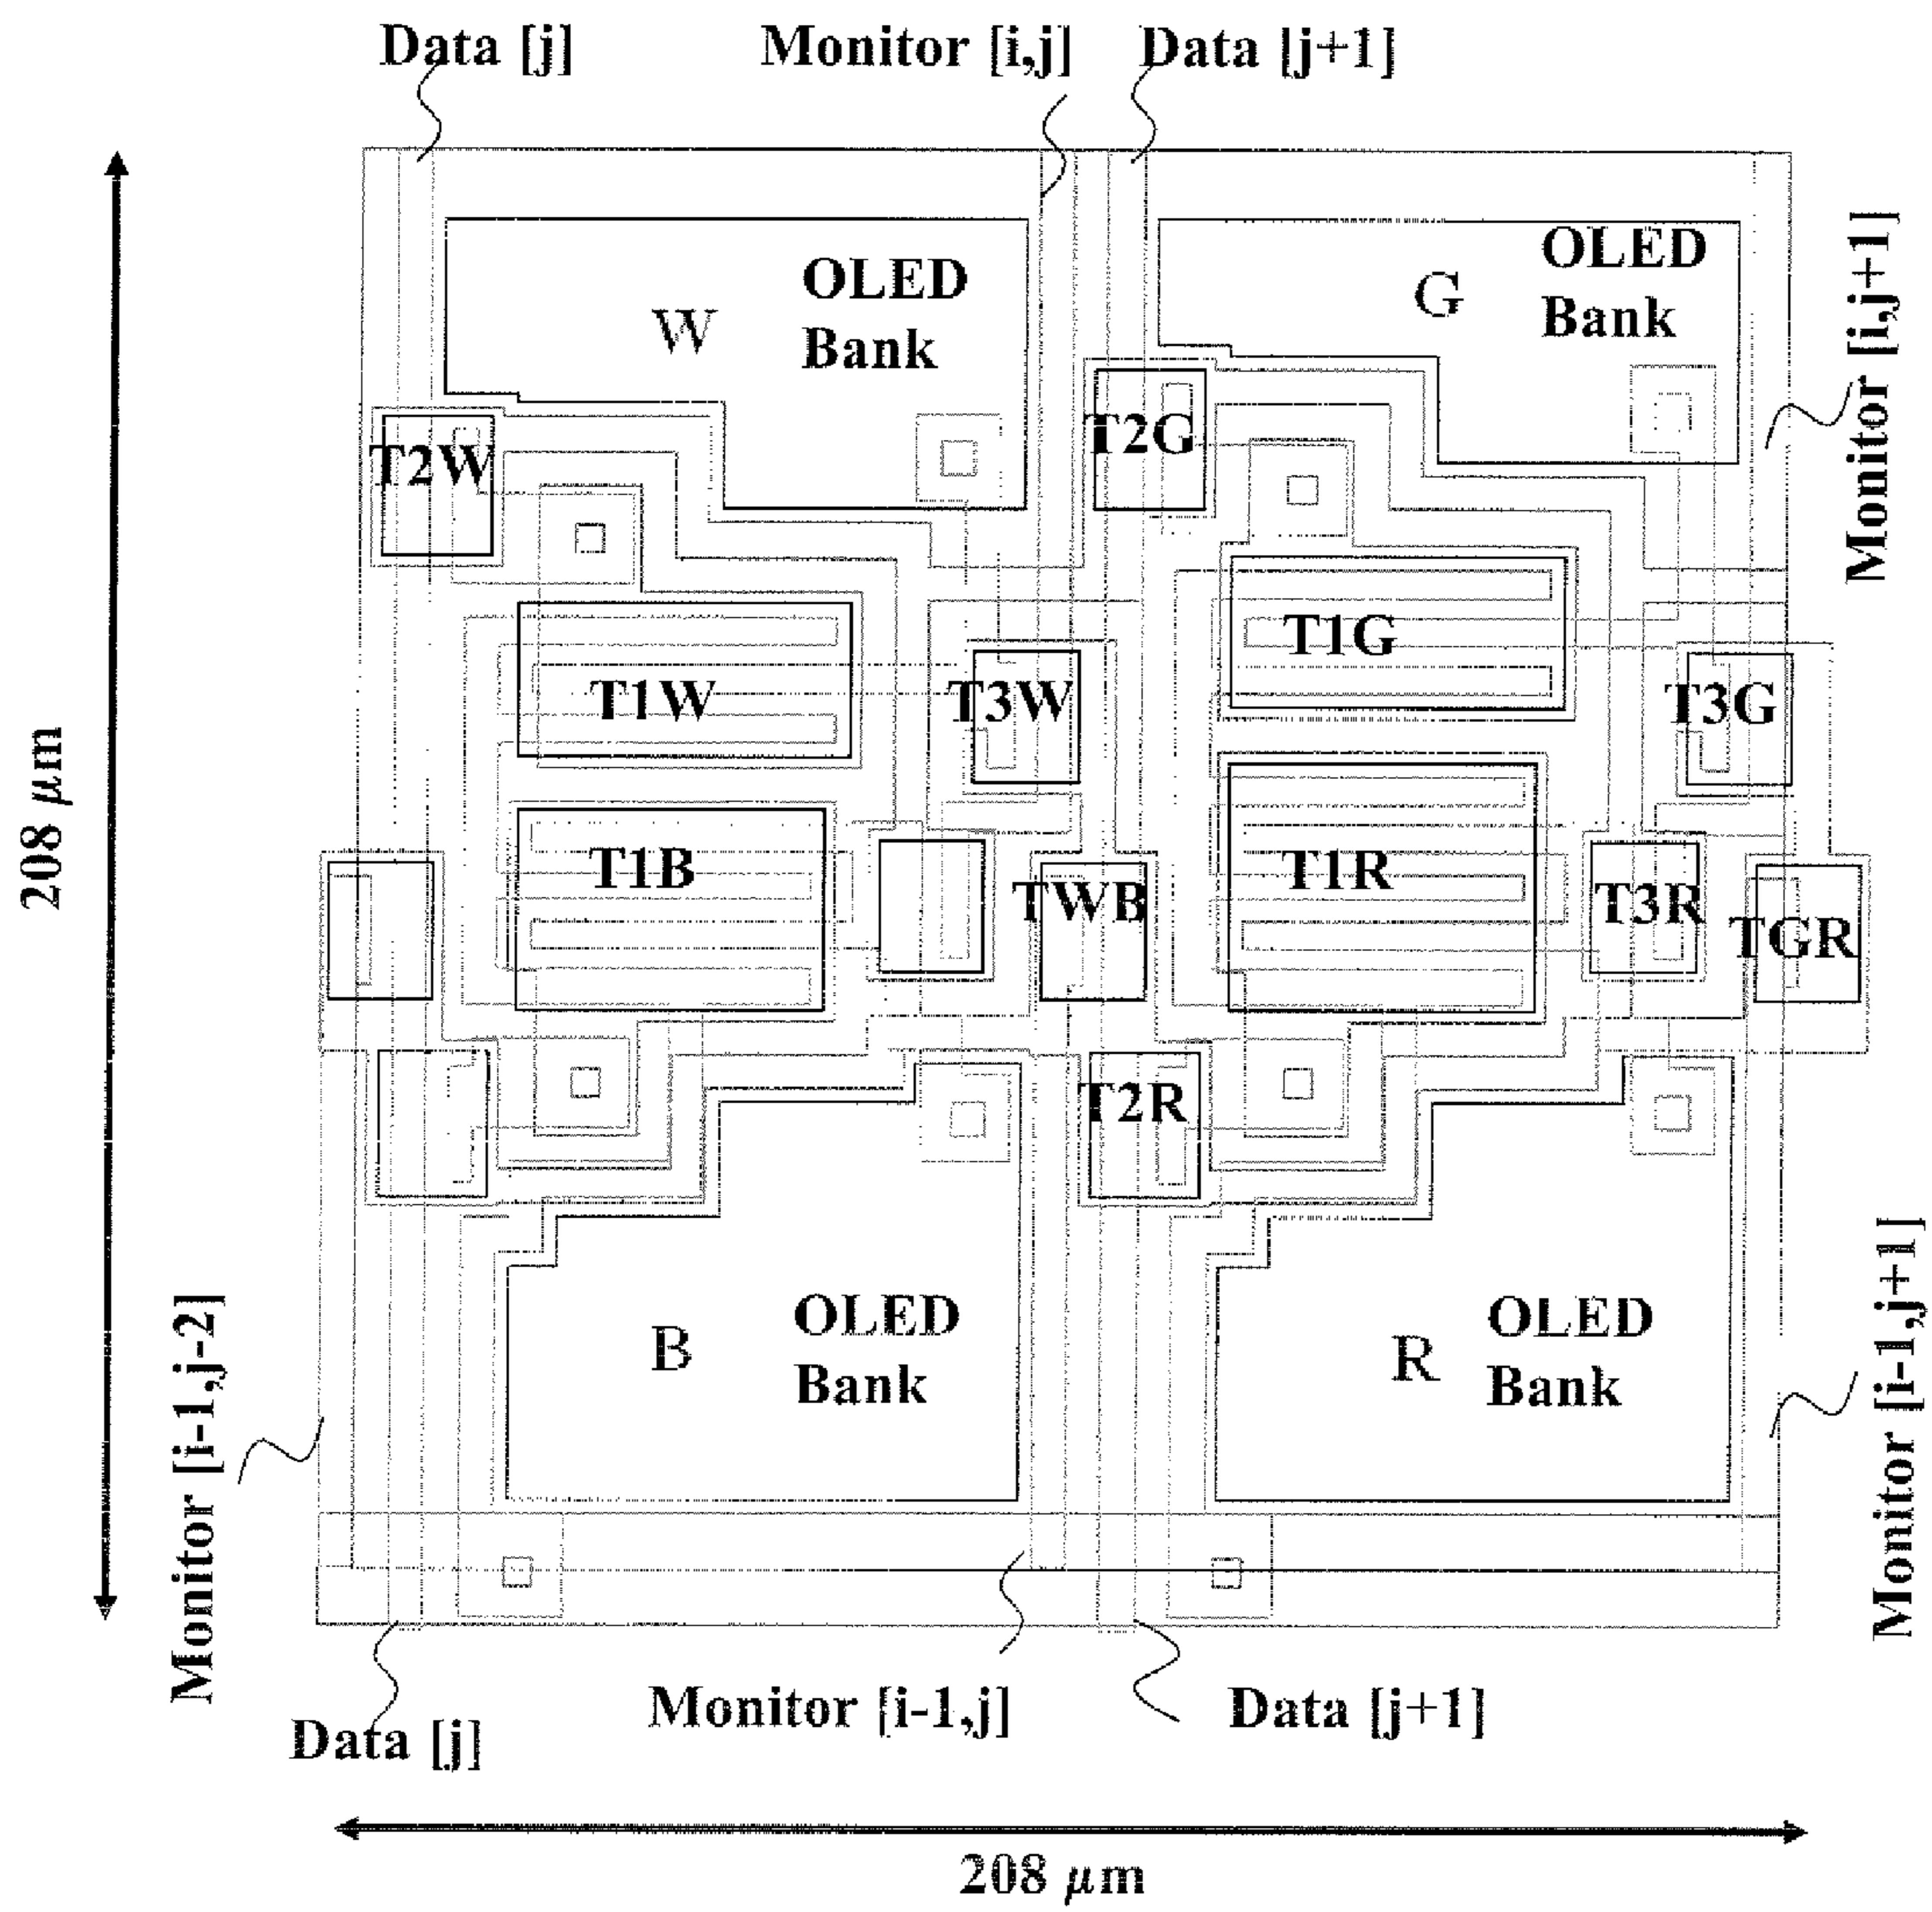 Data [j]
Monitor [i,j]
Data [j+1]
OLED
Bank
W
OLED
Bank
G
Monitor [i,j+1]
T2W
T2G
T1G
T1W
T3W
T3G
208 μm
T1B
TWB
T1R
T3R
TGR
T2R
OLED
Bank
B
OLED
Bank
R
Monitor [i-1,j-2]
Monitor [i-1,j+1]
Monitor [i-1,j]
Data [j+1]
Data [j]
208 μm